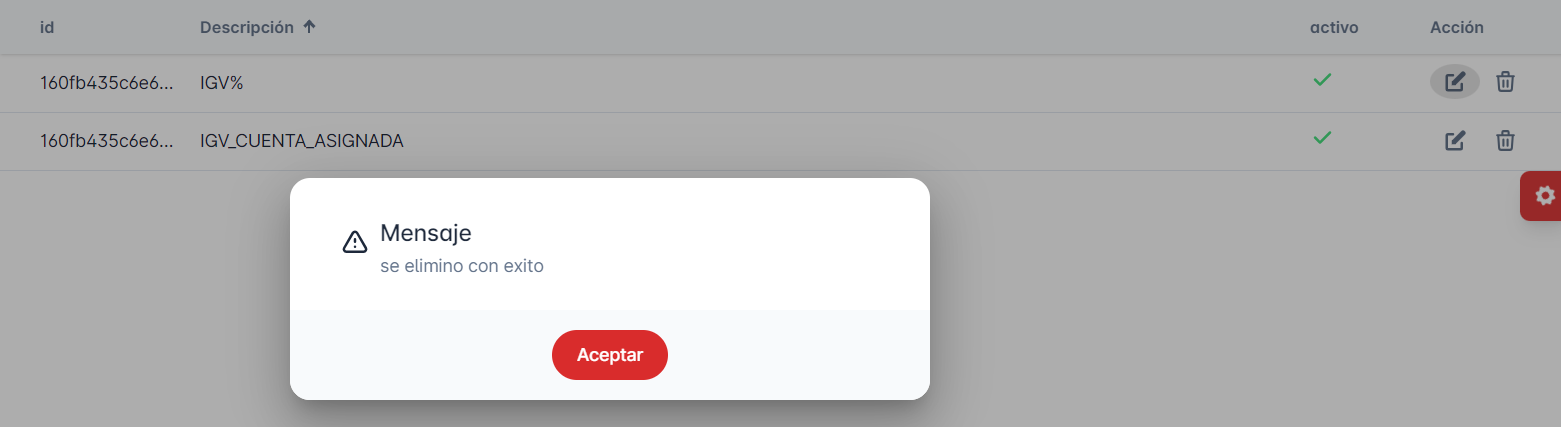 id Descripción activo Acción
160fb435c6e6... IGV%
160fb435c6e6... IGV_CUENTA_ASIGNADA
Mensaje
se elimino con exito
Aceptar